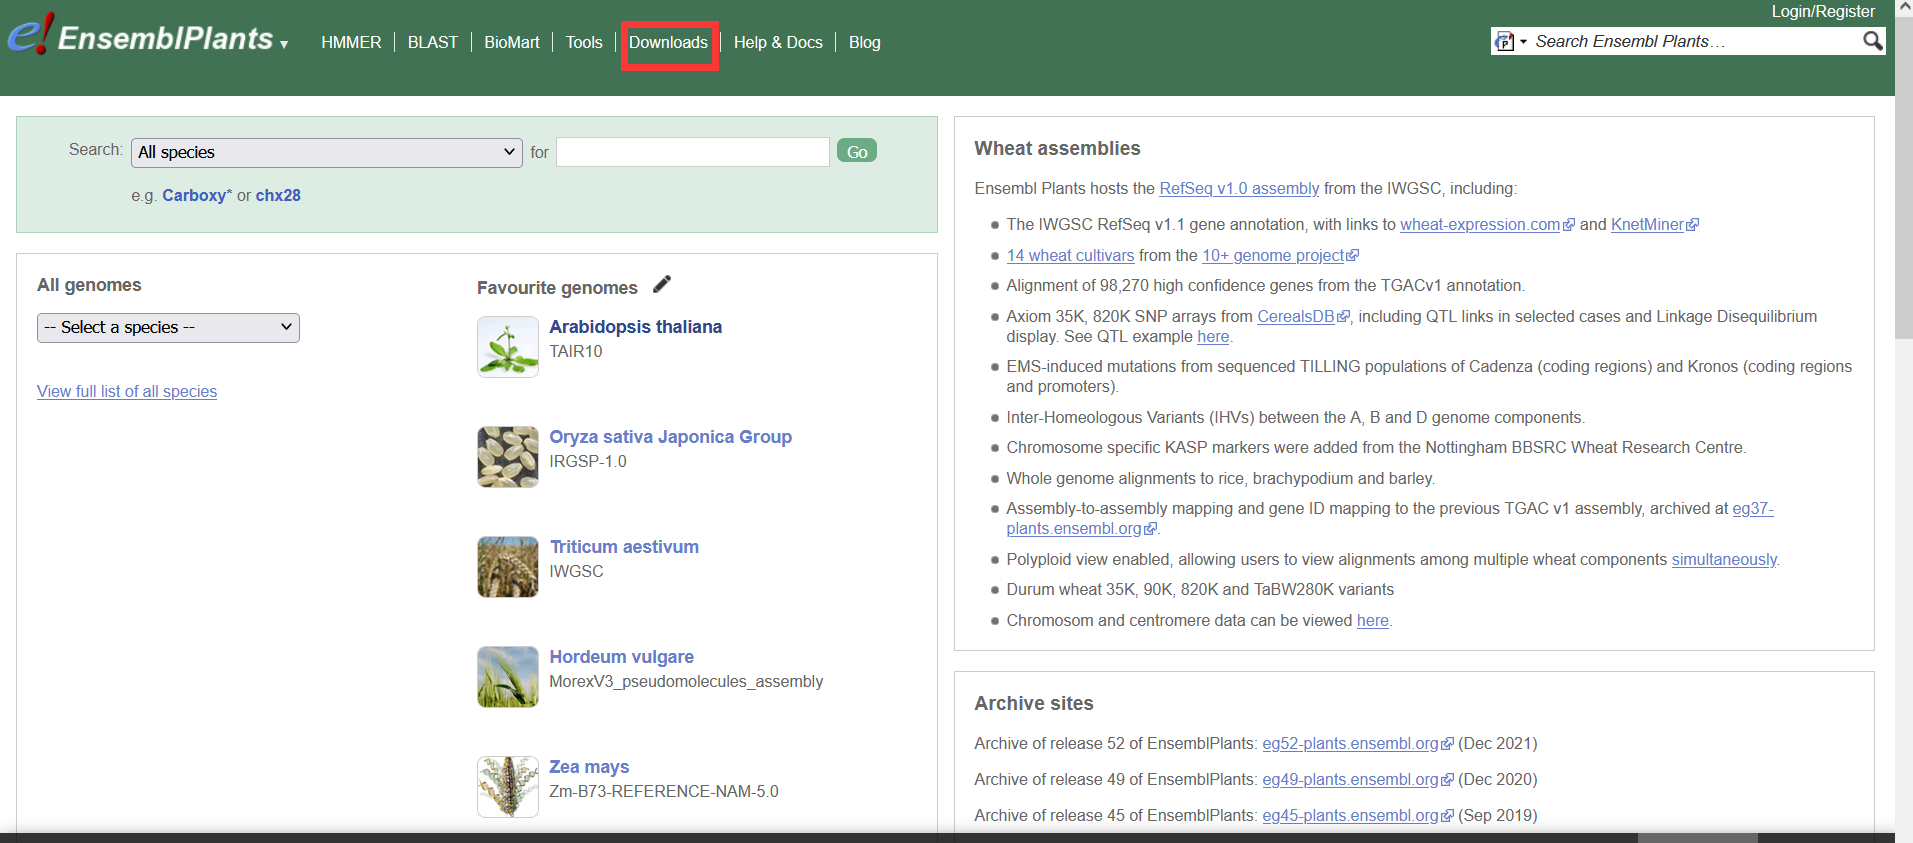 Login/Register
e! EnsemblPlants ▼ HMMER BLAST BioMart Tools Downloads Help & Docs Blog
Search Ensembl Plants…
Search: All species for Go
e.g. Carboxy* or chx28
All genomes
-- Select a species --
View full list of all species
Favourite genomes
Arabidopsis thaliana
TAIR10
Oryza sativa Japonica Group
IRGSP-1.0
Triticum aestivum
IWGSC
Hordeum vulgare
MorexV3_pseudomolecules_assembly
Zea mays
Zm-B73-REFERENCE-NAM-5.0
Wheat assemblies
Ensembl Plants hosts the RefSeq v1.0 assembly from the IWGSC, including:
The IWGSC RefSeq v1.1 gene annotation, with links to wheat-expression.com and KnetMiner
14 wheat cultivars from the 10+ genome project
Alignment of 98,270 high confidence genes from the TGACv1 annotation.
Axiom 35K, 820K SNP arrays from CerealsDB, including QTL links in selected cases and Linkage Disequilibrium
display. See QTL example here.
EMS-induced mutations from sequenced TILLING populations of Cadenza (coding regions) and Kronos (coding regions
and promoters).
Inter-Homeologous Variants (IHVs) between the A, B and D genome components.
Chromosome specific KASP markers were added from the Nottingham BBSRC Wheat Research Centre.
Whole genome alignments to rice, brachypodium and barley.
Assembly-to-assembly mapping and gene ID mapping to the previous TGAC v1 assembly, archived at eg37-
plants.ensembl.org.
Polyploid view enabled, allowing users to view alignments among multiple wheat components simultaneously.
Durum wheat 35K, 90K, 820K and TaBW280K variants
Chromosom and centromere data can be viewed here.
Archive sites
Archive of release 52 of EnsemblPlants: eg52-plants.ensembl.org (Dec 2021)
Archive of release 49 of EnsemblPlants: eg49-plants.ensembl.org (Dec 2020)
Archive of release 45 of EnsemblPlants: eg45-plants.ensembl.org (Sep 2019)